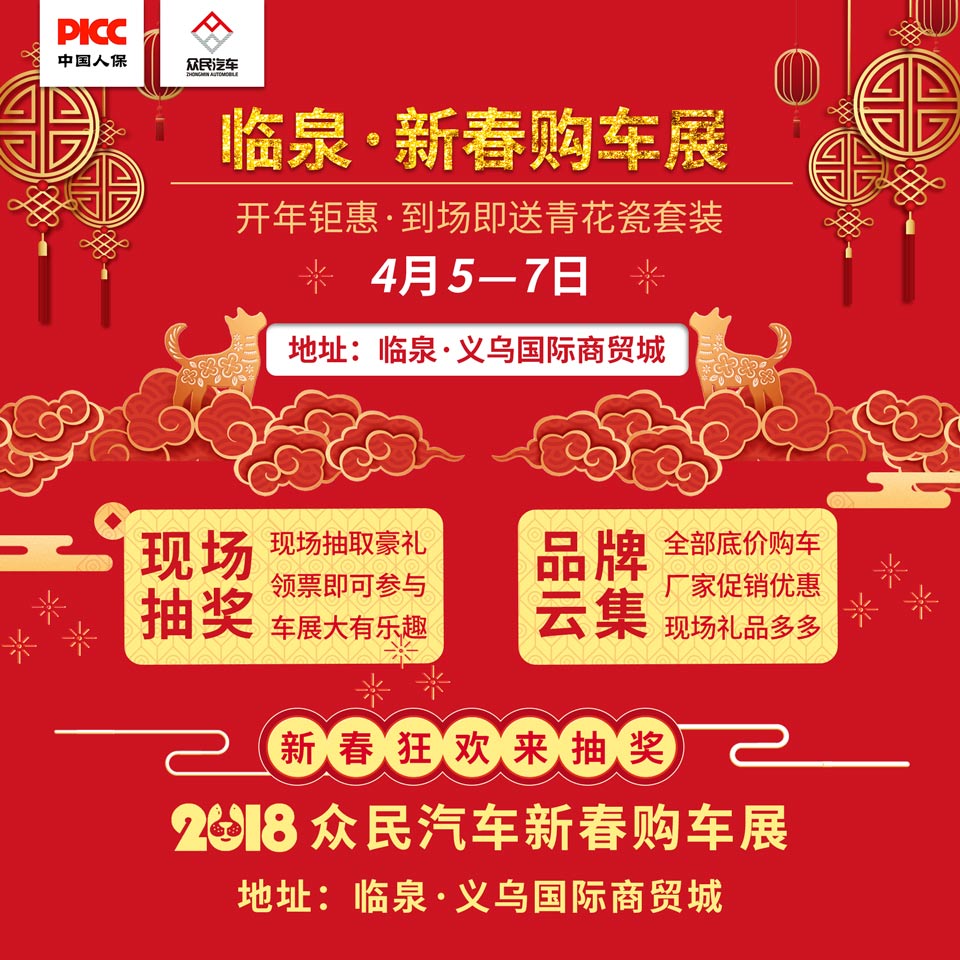 PICC
中国人保
众民汽车
ZHONGMIN AUTOMOBILE
临泉·新春购车展
开年钜惠·到场即送青花瓷套装
4月5—7日
地址：临泉·义乌国际商贸城
现场
抽奖
现场抽取豪礼
领票即可参与
车展大有乐趣
品牌
云集
全部底价购车
厂家促销优惠
现场礼品多多
新春狂欢来抽奖
2018众民汽车新春购车展
地址：临泉·义乌国际商贸城